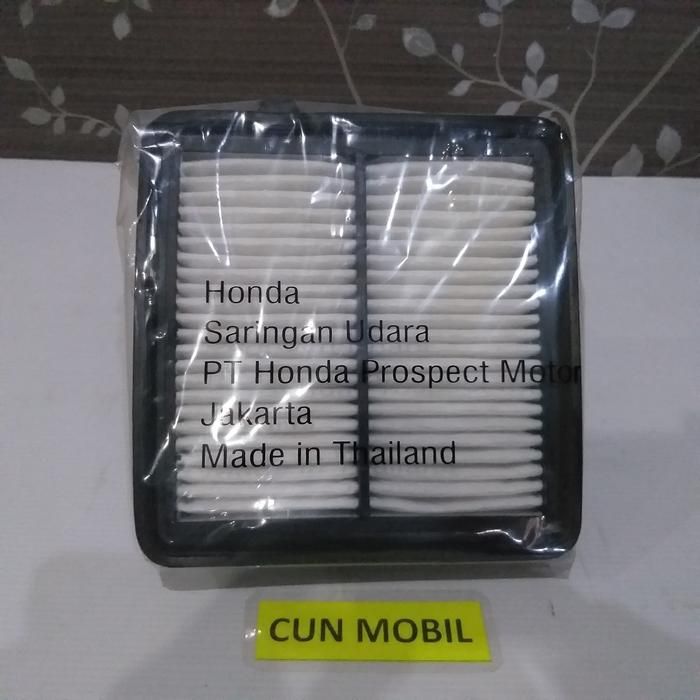 Honda
Saringan Udara
PT Honda Prospect Motor
Jakarta
Made in Thailand
CUN MOBIL